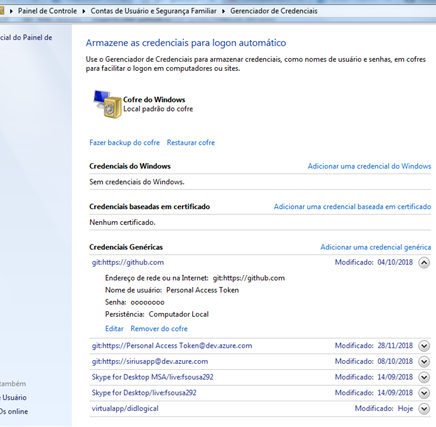 Painel de Controle ▸ Contas de Usuário e Segurança Familiar ▸ Gerenciador de Credenciais
cial do Painel de
Armazene as credenciais para logon automático
Use o Gerenciador de Credenciais para armazenar credenciais, como nomes de usuário e senhas, em cofres
para facilitar o logon em computadores ou sites.
Cofre do Windows
Local padrão do cofre
Fazer backup do cofre Restaurar cofre
Credenciais do Windows Adicionar uma credencial do Windows
Sem credenciais do Windows.
Credenciais baseadas em certificado Adicionar uma credencial baseada em certificado
Nenhum certificado.
Credenciais Genéricas Adicionar uma credencial genérica
git:https://github.com Modificado: 04/10/2018
Endereço de rede ou na Internet: git:https://github.com
Nome de usuário: Personal Access Token
Senha: oooooooo
Persistência: Computador Local
Editar Remover do cofre
git:https://Personal Access Token@dev.azure.com Modificado: 28/11/2018
git:https://siriusapp@dev.azure.com Modificado: 08/10/2018
Skype for Desktop MSA/live:fsousa292 Modificado: 14/09/2018
Skype for Desktop/live:fsousa292 Modificado: 14/09/2018
virtualapp/didlogical Modificado: Hoje
também
Usuário
Ds online